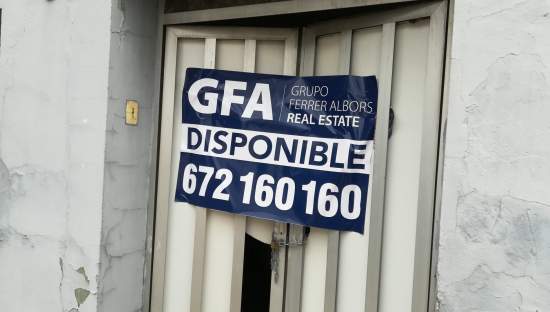 GFA
GRUPO
FERRER ALBORS
REAL ESTATE
DISPONIBLE
672 160 160